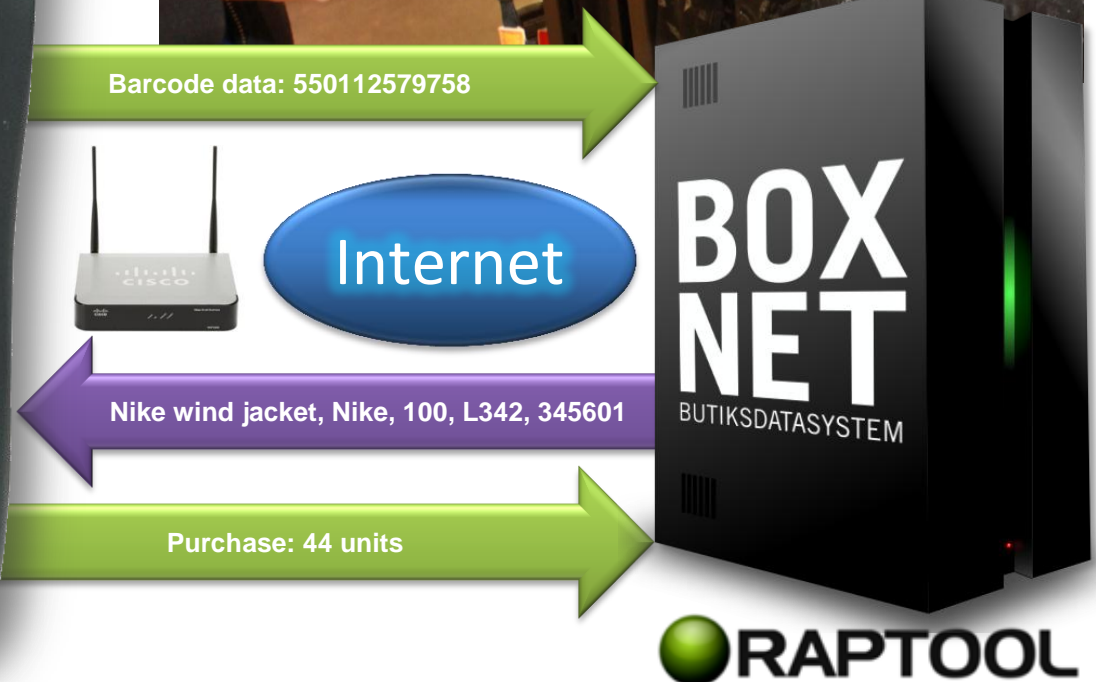 Barcode data: 550112579758
CISCO
Internet
BOX
NET
BUTIKSDATASYSTEM
Nike wind jacket, Nike, 100, L342, 345601
Purchase: 44 units
RAPTOOL